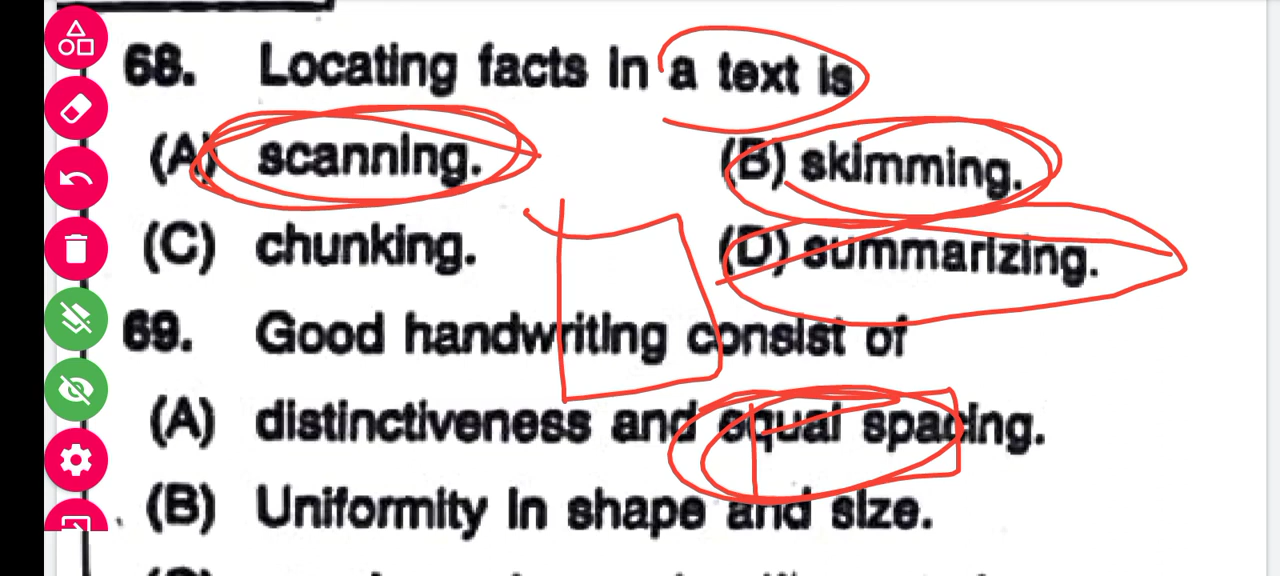 68. Locating facts in a text is
(A) scanning. (B) skimming.
(C) chunking. (D) summarizing.
69. Good handwriting consist of
(A) distinctiveness and equal spacing.
(B) Uniformity in shape and size.